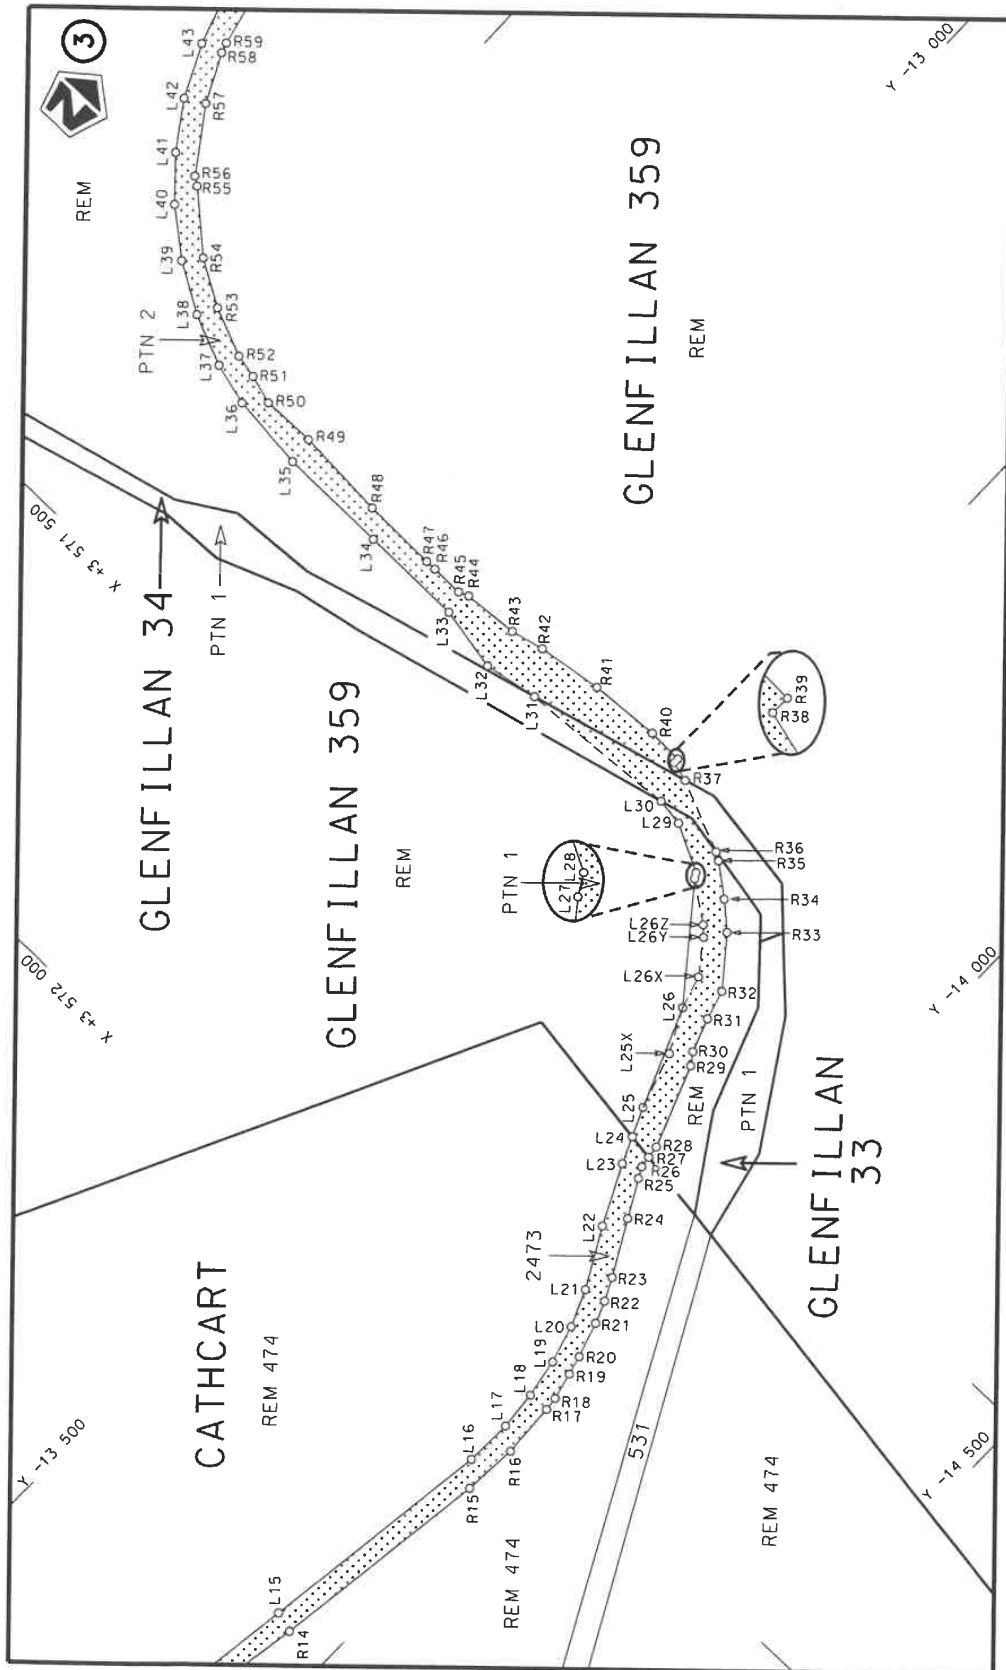 3
REM
L43
R59
R58
L42
R57
L41
R56
R55
L40
L39
R54
L38
R53
PTN 2
L37
R52
R51
L36
R50
R49
L35
R48
L34
R47
R46
R45
R44
L33
R43
R42
L32
R41
L31
R40
R39
R38
R37
L30
L29
R36
R35
R34
R33
L28
L27
PTN 1
L26Z
L26Y
L26X
L26
R32
R31
L25X
R30
R29
REM
L25
L24
R28
R27
R26
R25
L23
R24
L22
2473
R23
L21
R22
R21
L20
R20
L19
R19
L18
R18
R17
L17
R16
L16
R15
L15
R14
Y -13 000
X +3 571 500
GLENFILLAN 34
PTN 1
GLENFILLAN 359
REM
GLENFILLAN 359
REM
X +3 572 000
Y -14 000
PTN 1
GLENFILLAN
33
CATHCART
REM 474
Y -13 500
531
REM 474
REM 474
Y -14 500